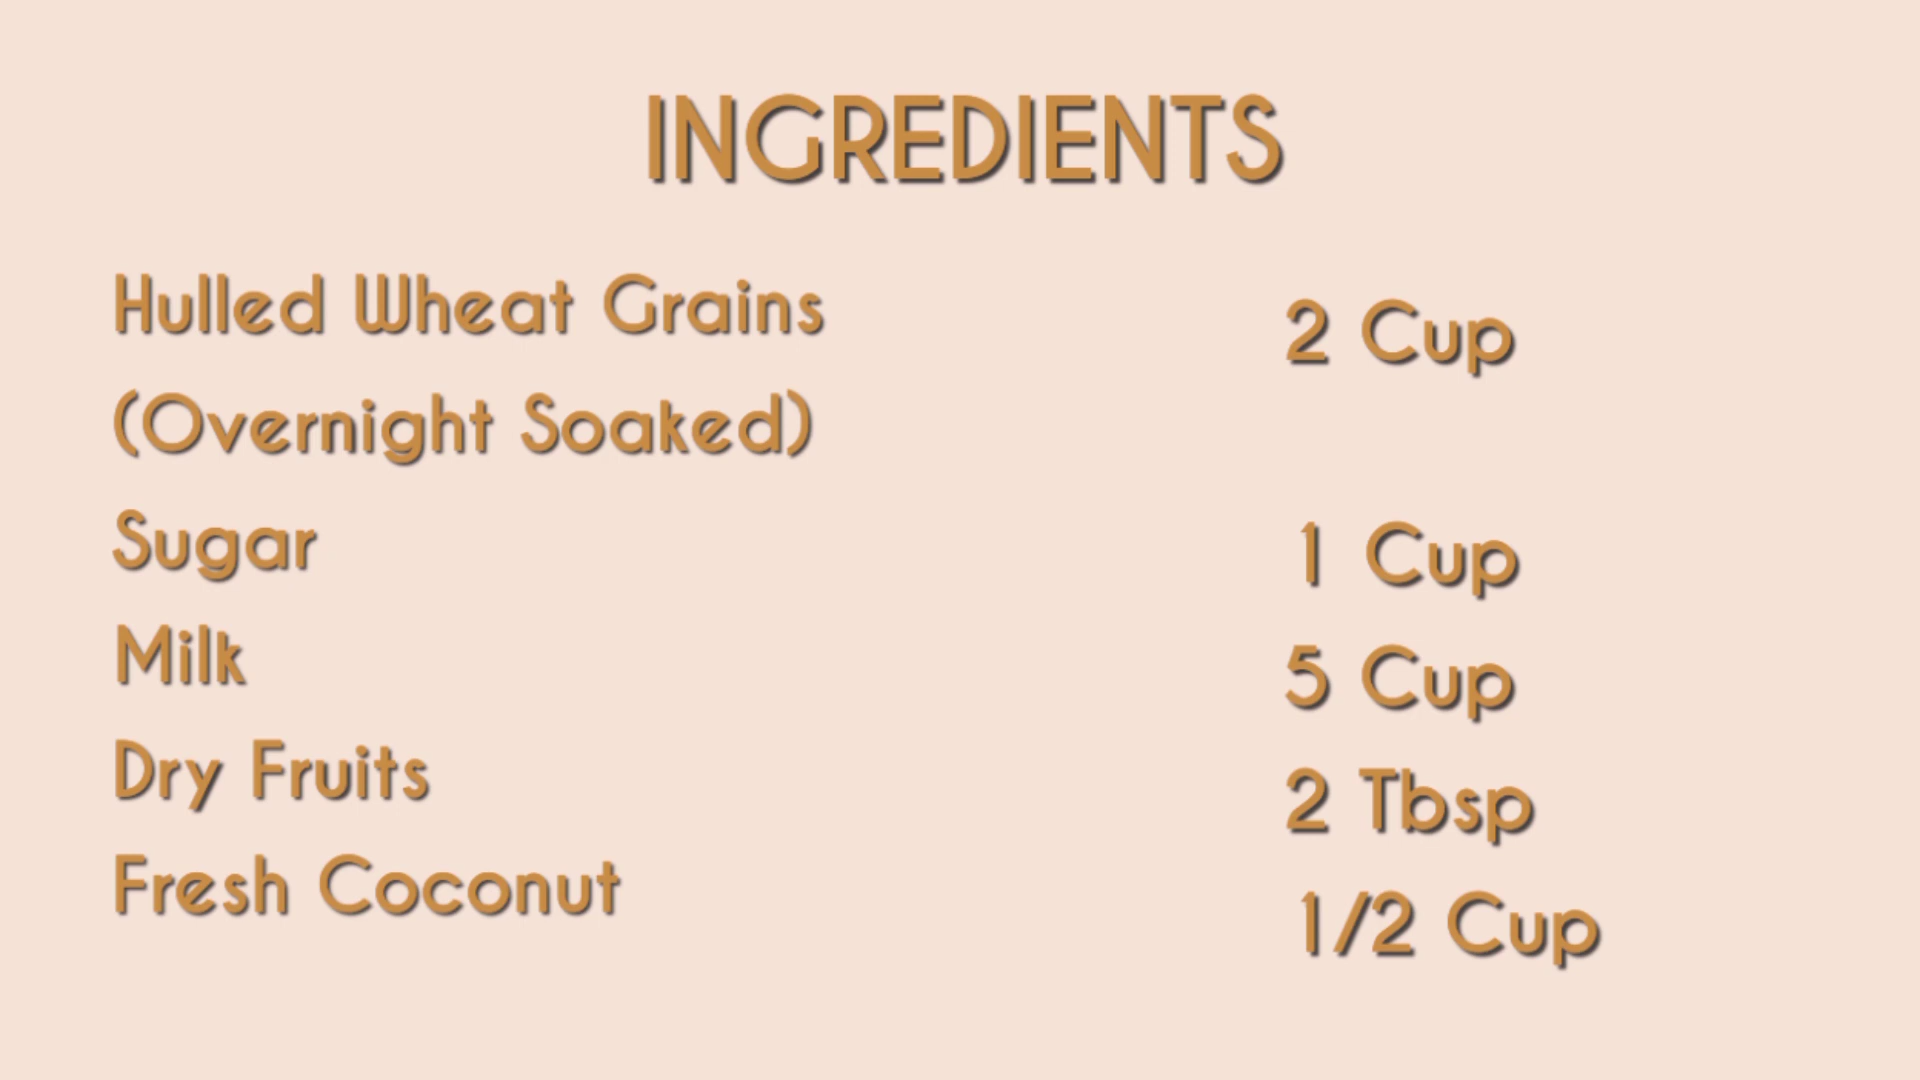 INGREDIENTS
Hulled Wheat Grains 2 Cup
(Overnight Soaked)
Sugar 1 Cup
Milk 5 Cup
Dry Fruits 2 Tbsp
Fresh Coconut 1/2 Cup